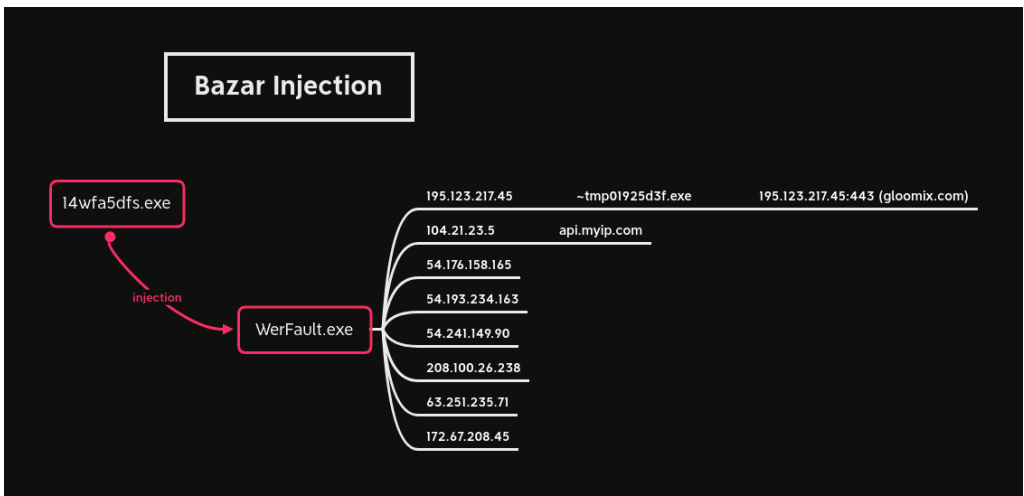 Bazar Injection
14wfa5dfs.exe
injection
WerFault.exe
195.123.217.45 ~tmp01925d3f.exe 195.123.217.45:443 (gloomix.com)
104.21.23.5 api.myip.com
54.176.158.165
54.193.234.163
54.241.149.90
208.100.26.238
63.251.235.71
172.67.208.45